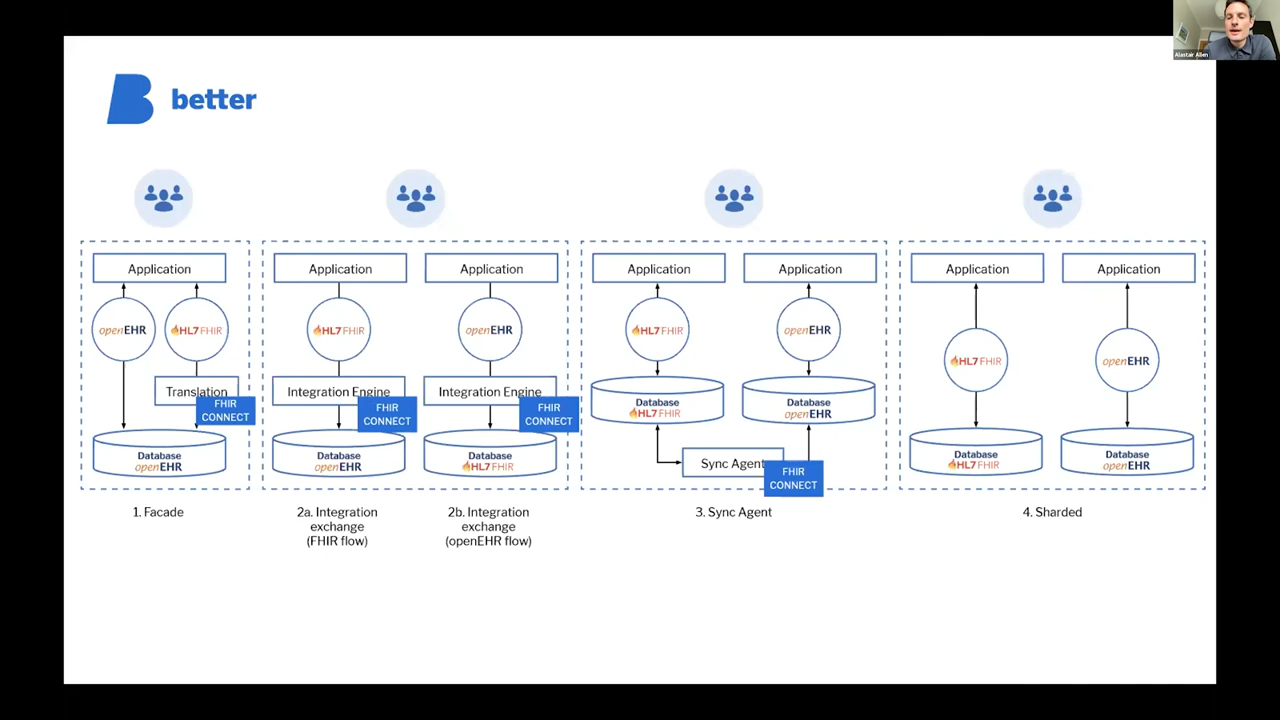 Alastair Allen
better
Application
openEHR
HL7 FHIR
Translation
FHIR
CONNECT
Database
openEHR
1. Facade
Application
HL7 FHIR
Integration Engine
FHIR
CONNECT
Database
openEHR
2a. Integration
exchange
(FHIR flow)
Application
openEHR
Integration Engine
FHIR
CONNECT
Database
HL7 FHIR
2b. Integration
exchange
(openEHR flow)
Application
HL7 FHIR
Database
HL7 FHIR
Application
openEHR
Database
openEHR
Sync Agent
FHIR
CONNECT
3. Sync Agent
Application
HL7 FHIR
Database
HL7 FHIR
Application
openEHR
Database
openEHR
4. Sharded